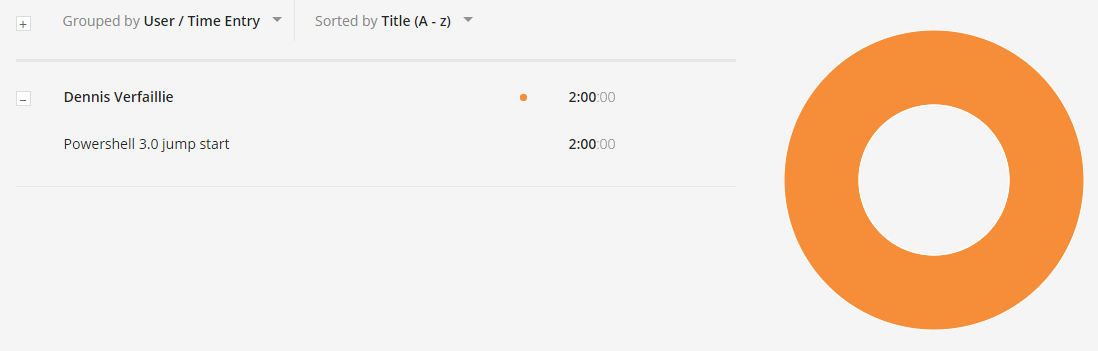 Grouped by User / Time Entry Sorted by Title (A - z)
Dennis Verfaillie 2:00:00
Powershell 3.0 jump start 2:00:00